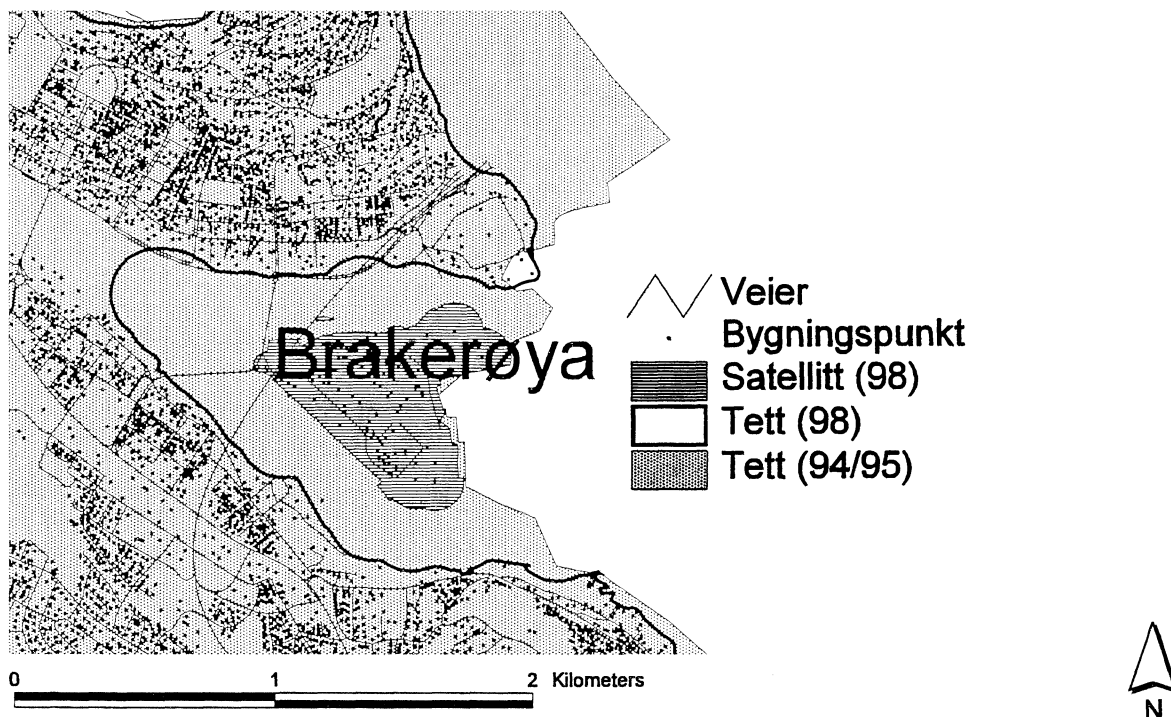 Brakerøya
Veier
Bygningspunkt
Satellitt (98)
Tett (98)
Tett (94/95)
0 1 2 Kilometers
N